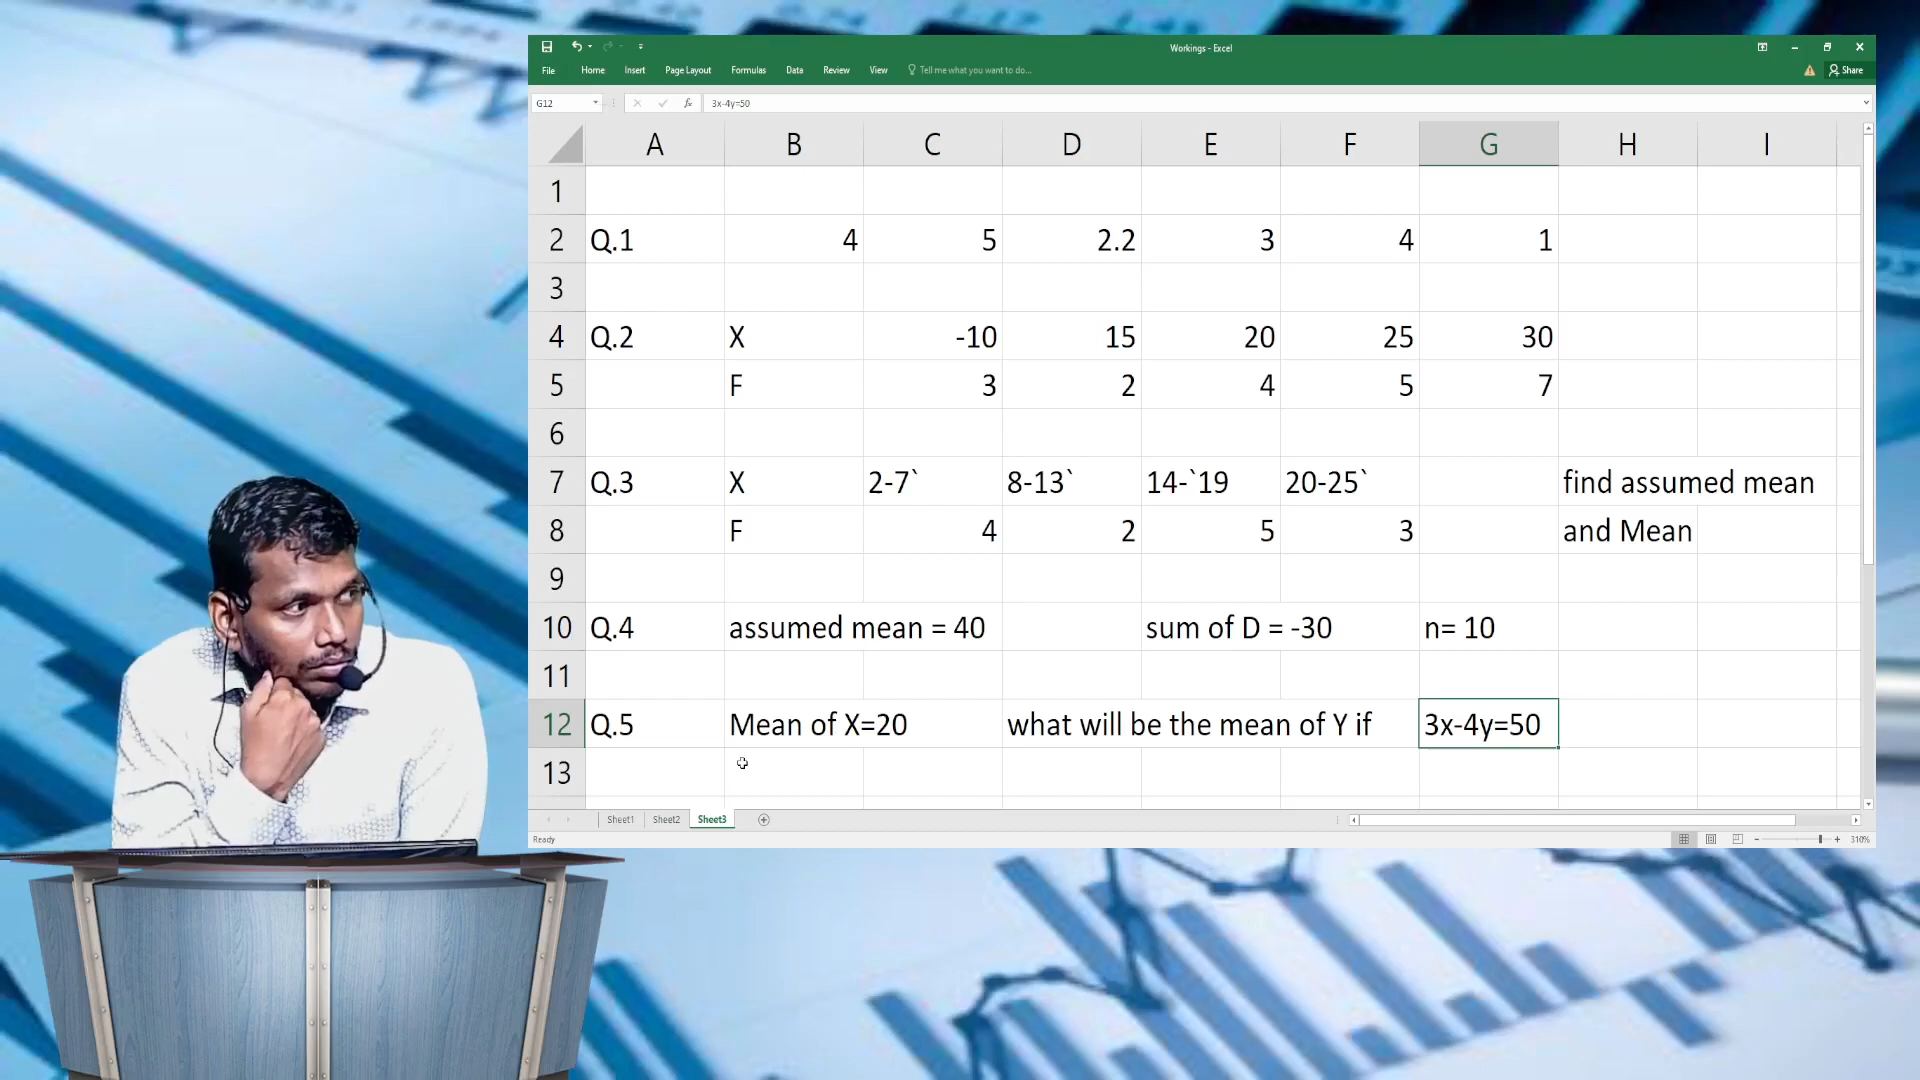 Workings - Excel
File Home Insert Page Layout Formulas Data Review View Tell me what you want to do... Share
G12 fx 3x-4y=50
A B C D E F G H I
1
2 Q.1 4 5 2.2 3 4 1
3
4 Q.2 X -10 15 20 25 30
5 F 3 2 4 5 7
6
7 Q.3 X 2-7` 8-13` 14-`19 20-25` find assumed mean
8 F 4 2 5 3 and Mean
9
10 Q.4 assumed mean = 40 sum of D = -30 n= 10
11
12 Q.5 Mean of X=20 what will be the mean of Y if 3x-4y=50
13
Sheet1 Sheet2 Sheet3
Ready 310%